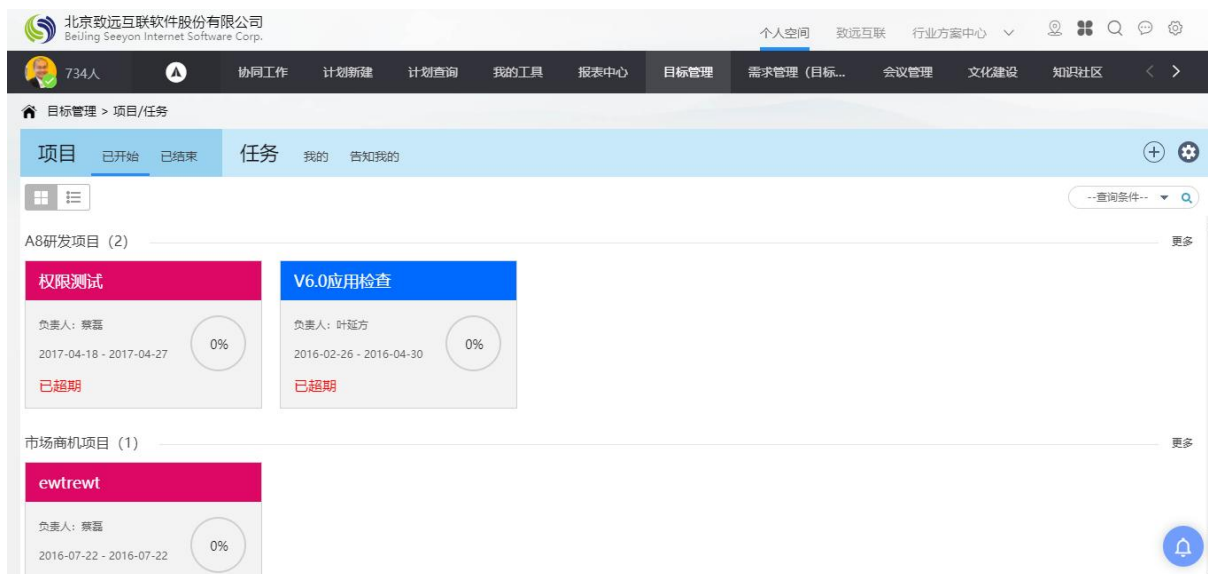 北京致远互联软件股份有限公司
BeiJing Seeyon Internet Software Corp.
个人空间 致远互联 行业方案中心
734人 协同工作 计划新建 计划查询 我的工具 报表中心 目标管理 需求管理（目标... 会议管理 文化建设 知识社区
目标管理 > 项目/任务
项目 已开始 已结束 任务 我的 告知我的
--查询条件--
A8研发项目（2） 更多
权限测试 V6.0应用检查
负责人：蔡磊 负责人：叶延方
0% 0%
2017-04-18 - 2017-04-27 2016-02-26 - 2016-04-30
已超期 已超期
市场商机项目（1） 更多
ewtrewt
负责人：蔡磊
0%
2016-07-22 - 2016-07-22